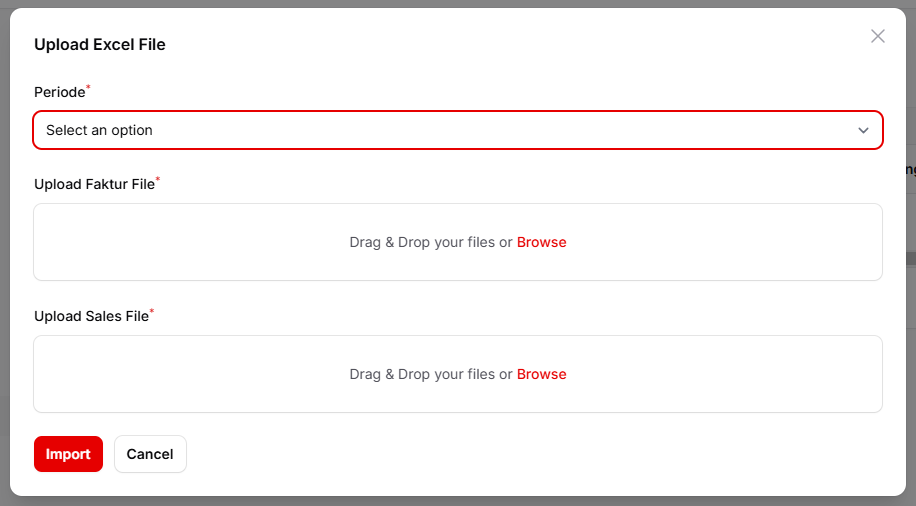 Upload Excel File
Periode*
Select an option
Upload Faktur File*
Drag & Drop your files or Browse
Upload Sales File*
Drag & Drop your files or Browse
Import Cancel